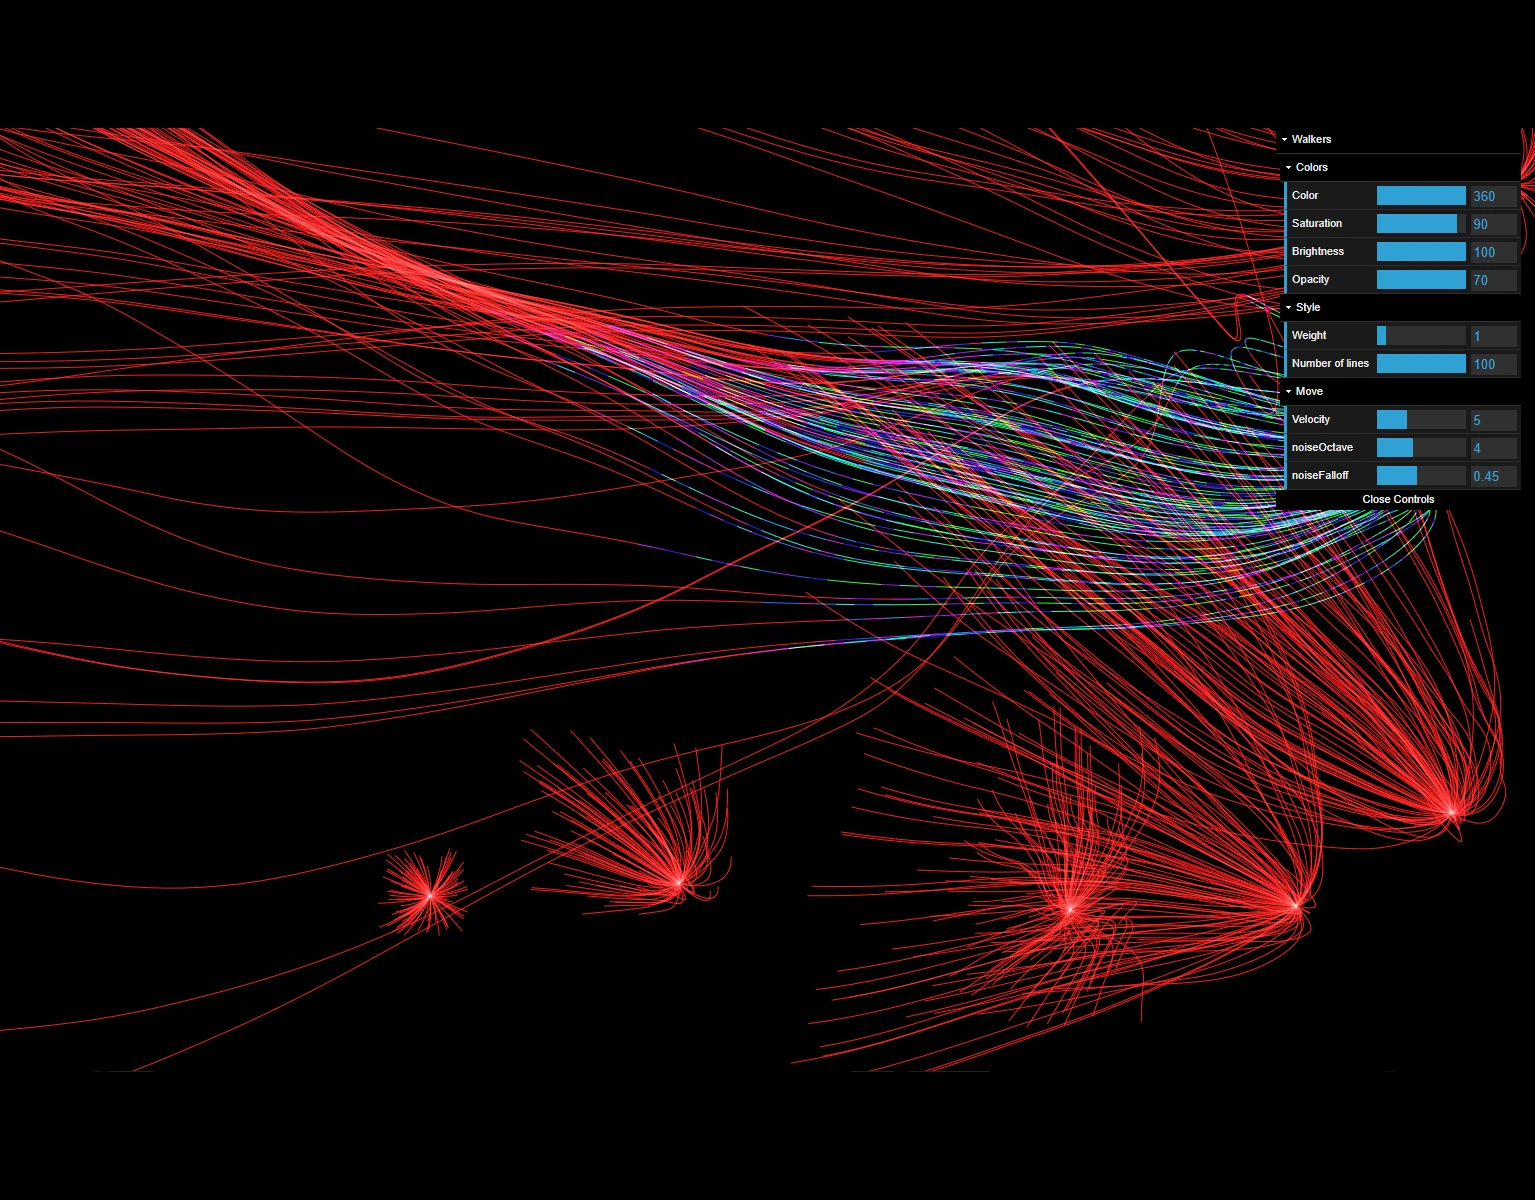 Walkers
Colors
Color 360
Saturation 90
Brightness 100
Opacity 70
Style
Weight 1
Number of lines 100
Move
Velocity 5
noiseOctave 4
noiseFalloff 0.45
Close Controls